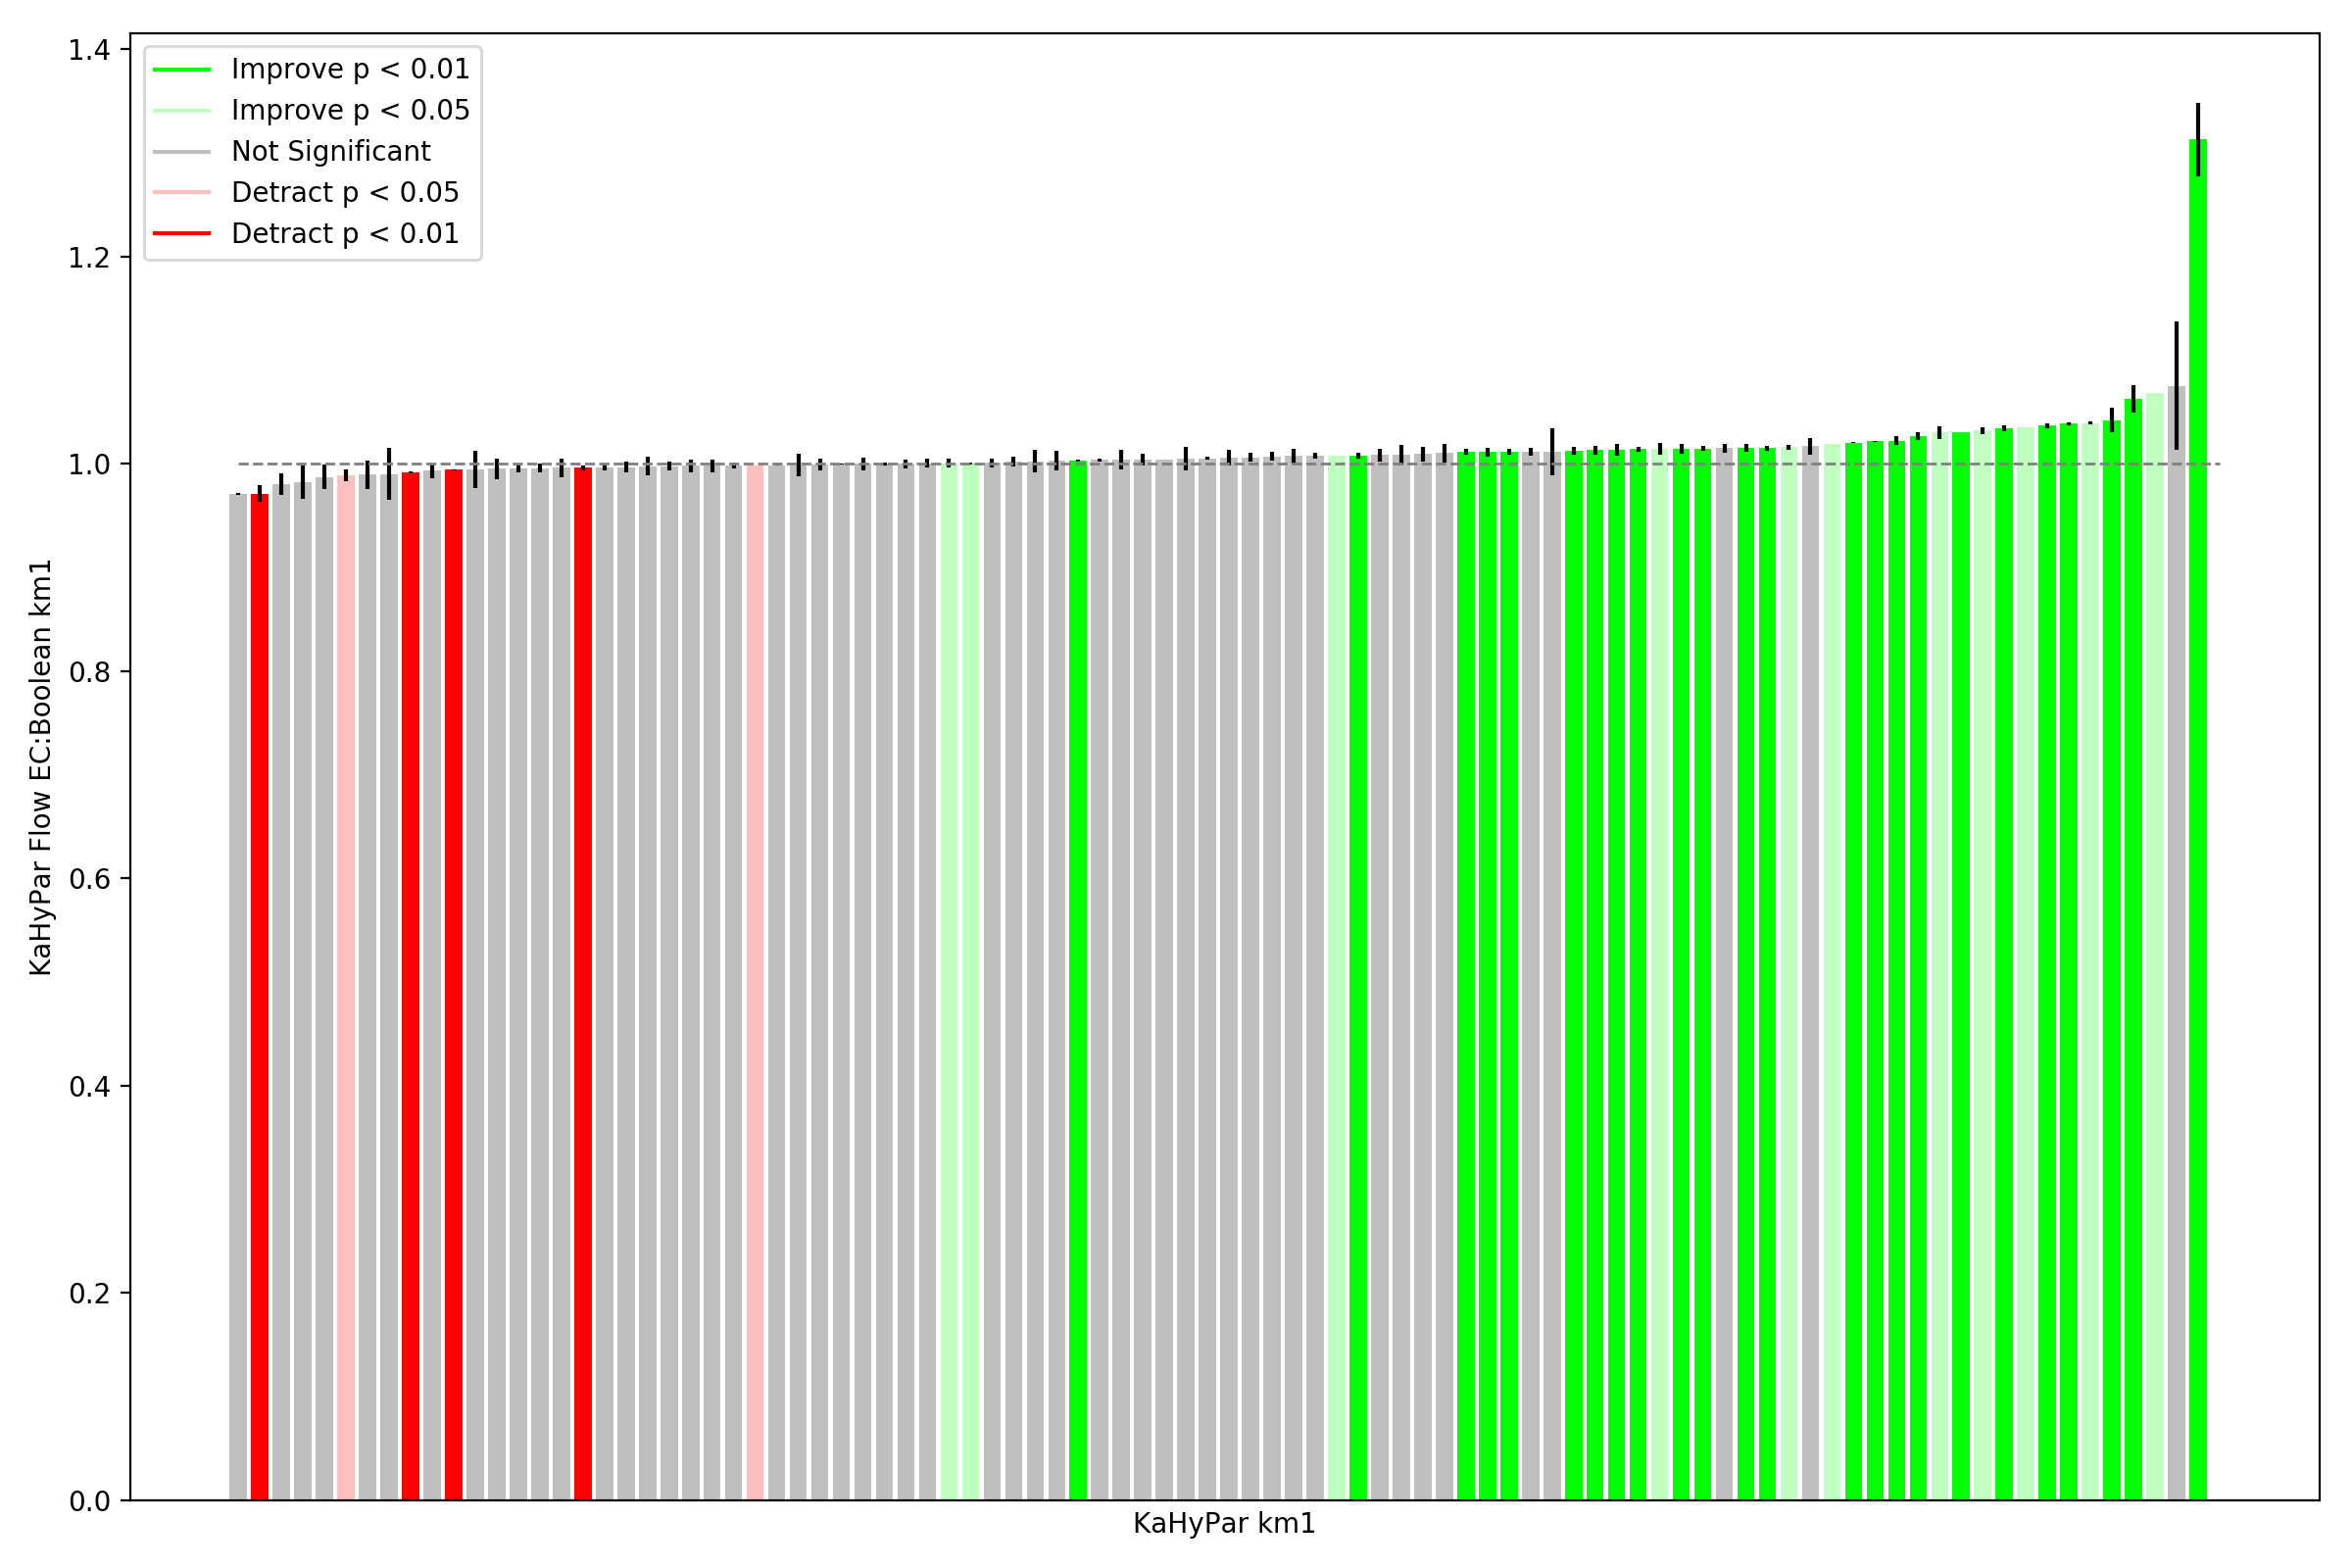 1.4
1.2
1.0
0.8
0.6
0.4
0.2
0.0
Improve p < 0.01
Improve p < 0.05
Not Significant
Detract p < 0.05
Detract p < 0.01
KaHyPar Flow EC:Boolean km1
KaHyPar km1